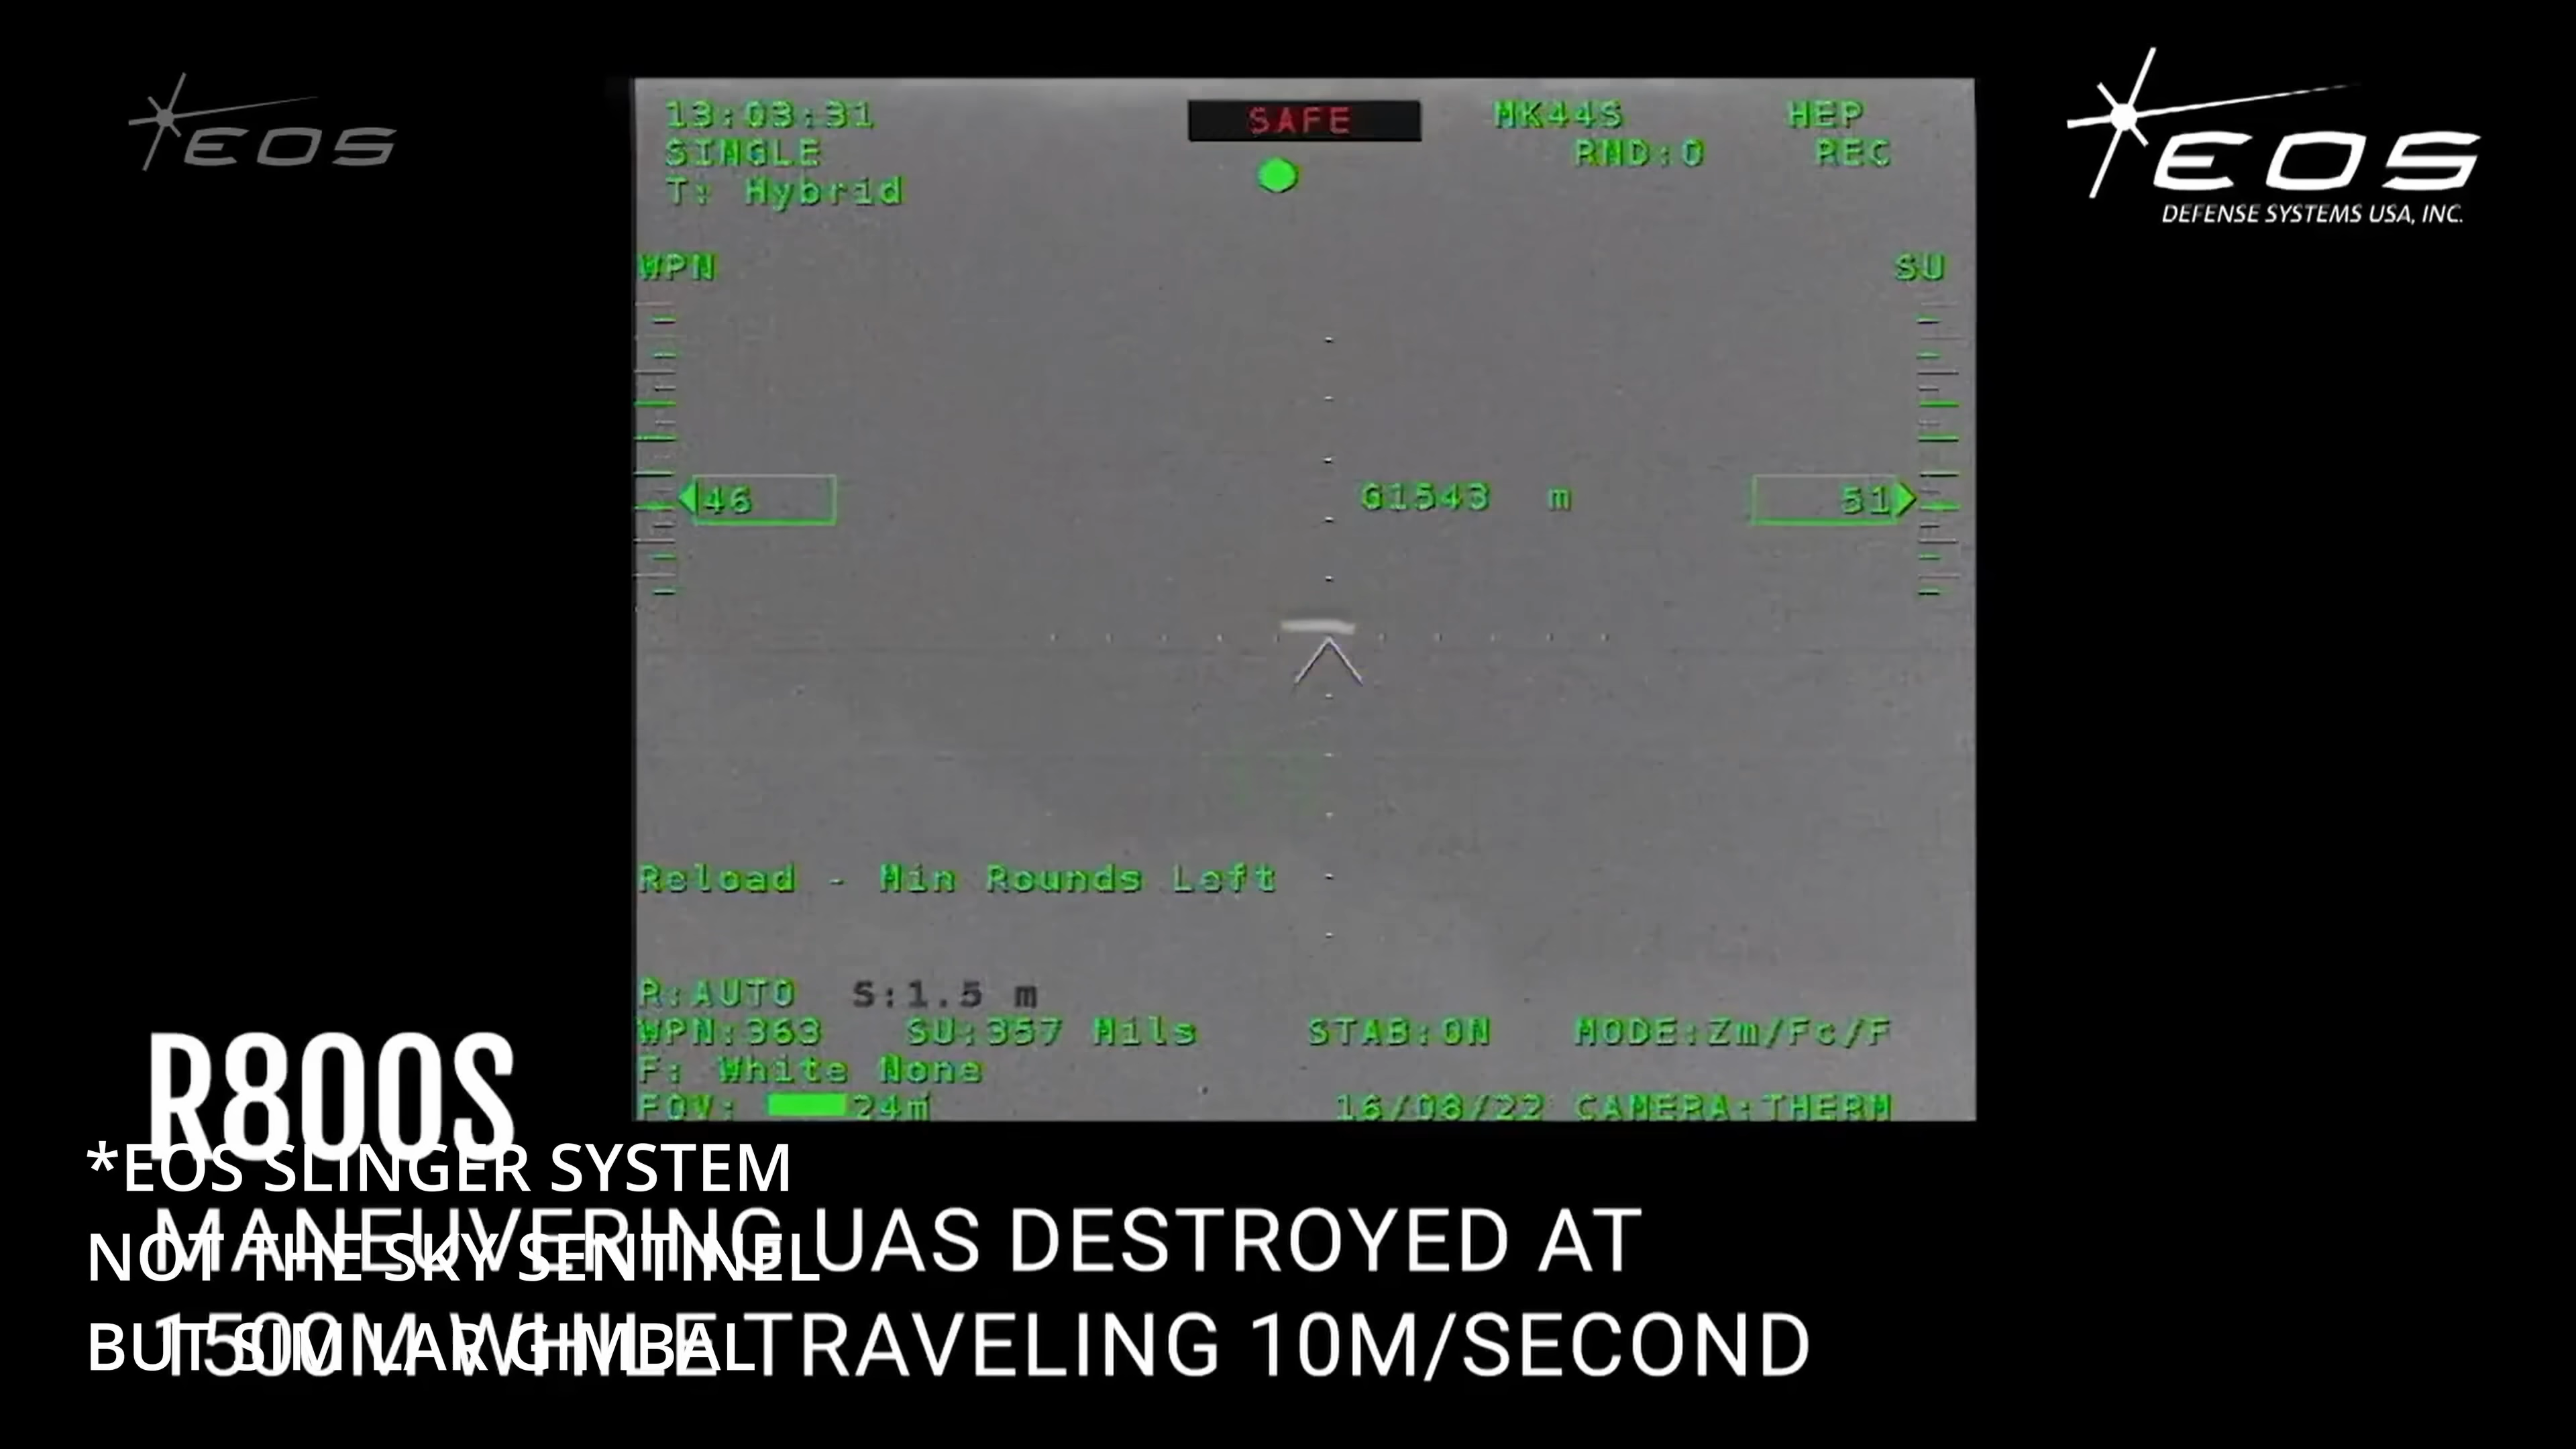 EOS
EOS
DEFENSE SYSTEMS USA, INC.
13:03:31
SAFE
MK44S
HEP
SINGLE
RND:0
REC
T: Hybrid
WPN
SU
46
G1543 m
51
Reload - Min Rounds Left
R:AUTO S:1.5 m
WPN:363 SU:357 Mils STAB:ON MODE:Zm/Fc/F
F: White None
FOV: 24m 16/08/22 CAMERA:THERM
R800S
*EOS SLINGER SYSTEM
MANEUVERING UAS DESTROYED AT
NOT THE SKY SENTINEL
1500M WHILE TRAVELING 10M/SECOND
BUT SIMILAR GIMBAL